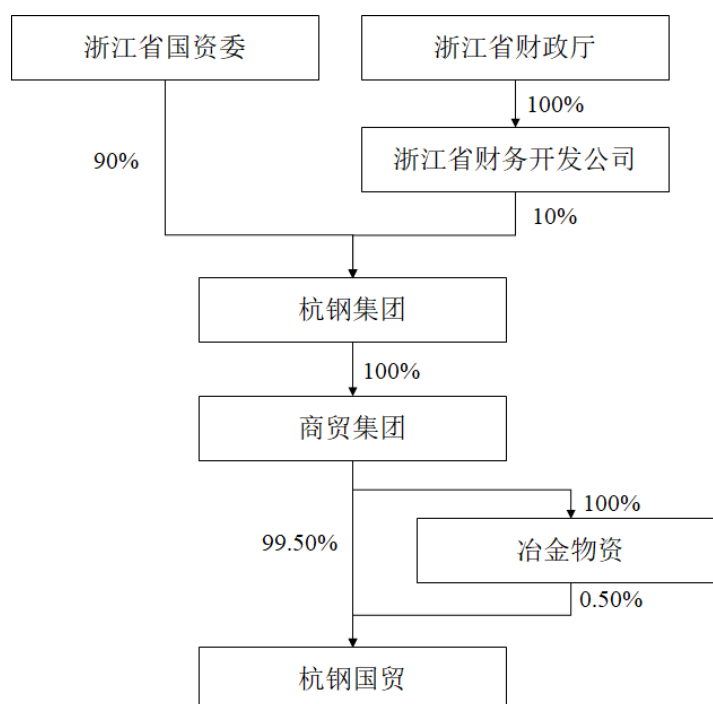 浙江省国资委
浙江省财政厅
100%
90%
浙江省财务开发公司
10%
杭钢集团
100%
商贸集团
100%
99.50%
冶金物资
0.50%
杭钢国贸